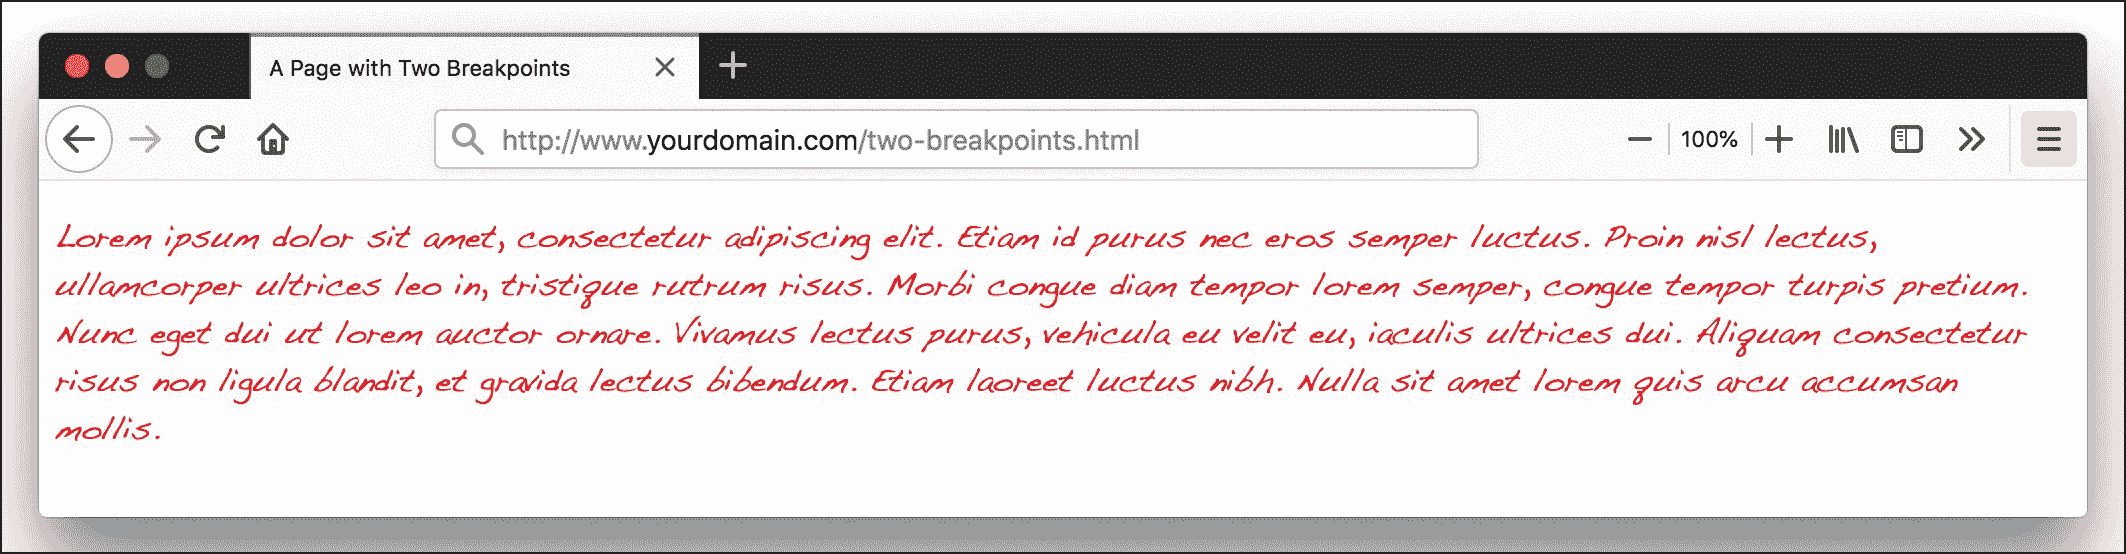 A Page with Two Breakpoints
http://www.yourdomain.com/two-breakpoints.html
100%
Lorem ipsum dolor sit amet, consectetur adipiscing elit. Etiam id purus nec eros semper luctus. Proin nisl lectus,
ullamcorper ultrices leo in, tristique rutrum risus. Morbi congue diam tempor lorem semper, congue tempor turpis pretium.
Nunc eget dui ut lorem auctor ornare. Vivamus lectus purus, vehicula eu velit eu, iaculis ultrices dui. Aliquam consectetur
risus non ligula blandit, et gravida lectus bibendum. Etiam laoreet luctus nibh. Nulla sit amet lorem quis arcu accumsan
mollis.